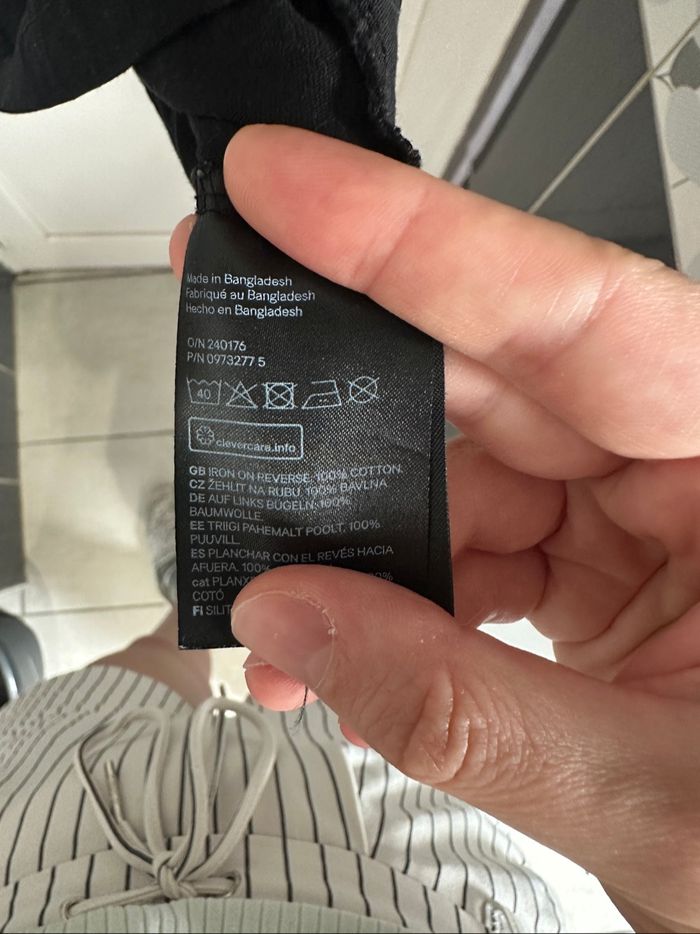 Made in Bangladesh
Fabriqué au Bangladesh
Hecho en Bangladesh
O/N 240176
P/N 0973277 5
40
clevercare.info
GB IRON ON REVERSE. 100% COTTON.
CZ ŽEHLIT NA RUBU. 100% BAVLNA
DE AUF LINKS BÜGELN. 100%
BAUMWOLLE.
EE TRIIGI PAHEMALT POOLT. 100%
PUUVILL.
ES PLANCHAR CON EL REVÉS HACIA
AFUERA. 100%
cat
COTÓ
FI